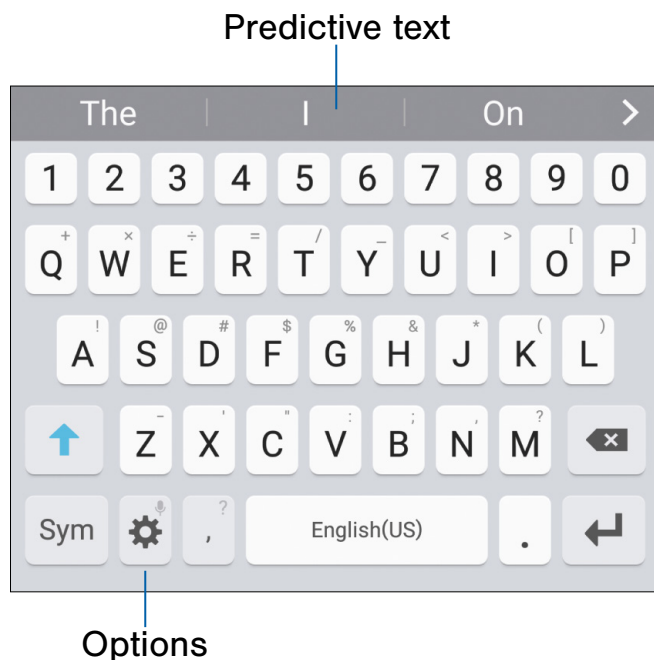 Predictive text
The I On >
1 2 3 4 5 6 7 8 9 0
+ × ÷ = / _ < > [ ]
Q W E R T Y U I O P
! @ # $ % & * ( )
A S D F G H J K L
- ' " : ; , ?
Z X C V B N M
?
Sym , English(US) .
Options